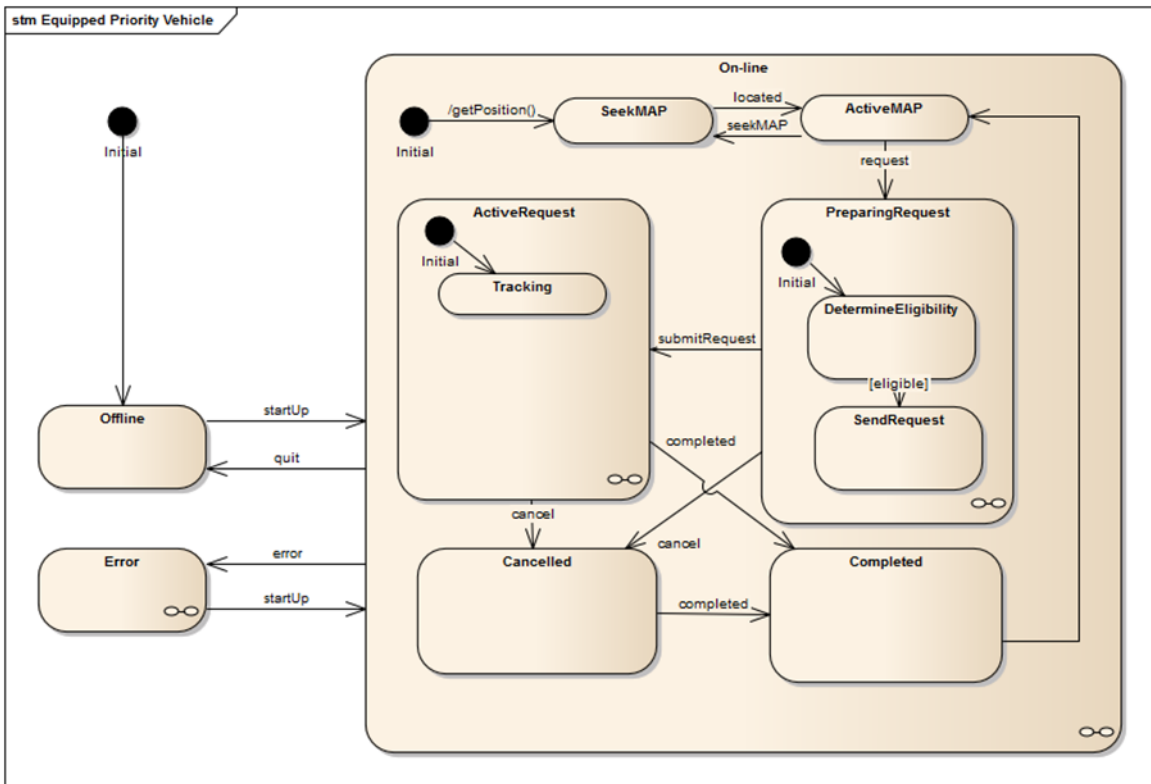 stm Equipped Priority Vehicle
On-line
Initial
Initial
/getPosition()
SeekMAP
located
seekMAP
ActiveMAP
request
ActiveRequest
Initial
Tracking
PreparingRequest
Initial
DetermineEligibility
[eligible]
SendRequest
submitRequest
Offline
startUp
quit
completed
cancel
cancel
Error
error
startUp
Cancelled
completed
Completed